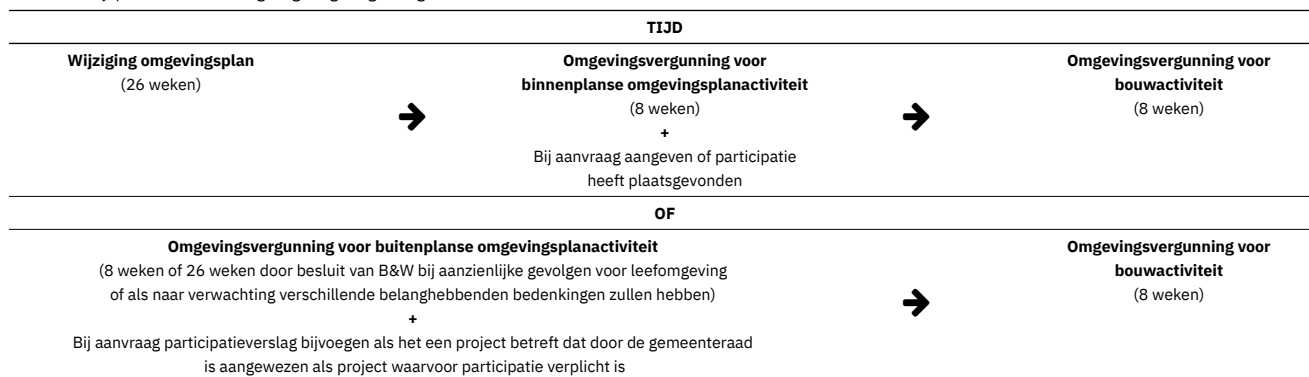 TIJD
Wijziging omgevingsplan
(26 weken)
Omgevingsvergunning voor
binnenplanse omgevingsplanactiviteit
(8 weken)
+
Bij aanvraag aangeven of participatie
heeft plaatsgevonden
Omgevingsvergunning voor
bouwactiviteit
(8 weken)
OF
Omgevingsvergunning voor buitenplanse omgevingsplanactiviteit
(8 weken of 26 weken door besluit van B&W bij aanzienlijke gevolgen voor leefomgeving
of als naar verwachting verschillende belanghebbenden bedenkingen zullen hebben)
+
Bij aanvraag participatieverslag bijvoegen als het een project betreft dat door de gemeenteraad
is aangewezen als project waarvoor participatie verplicht is
Omgevingsvergunning voor
bouwactiviteit
(8 weken)